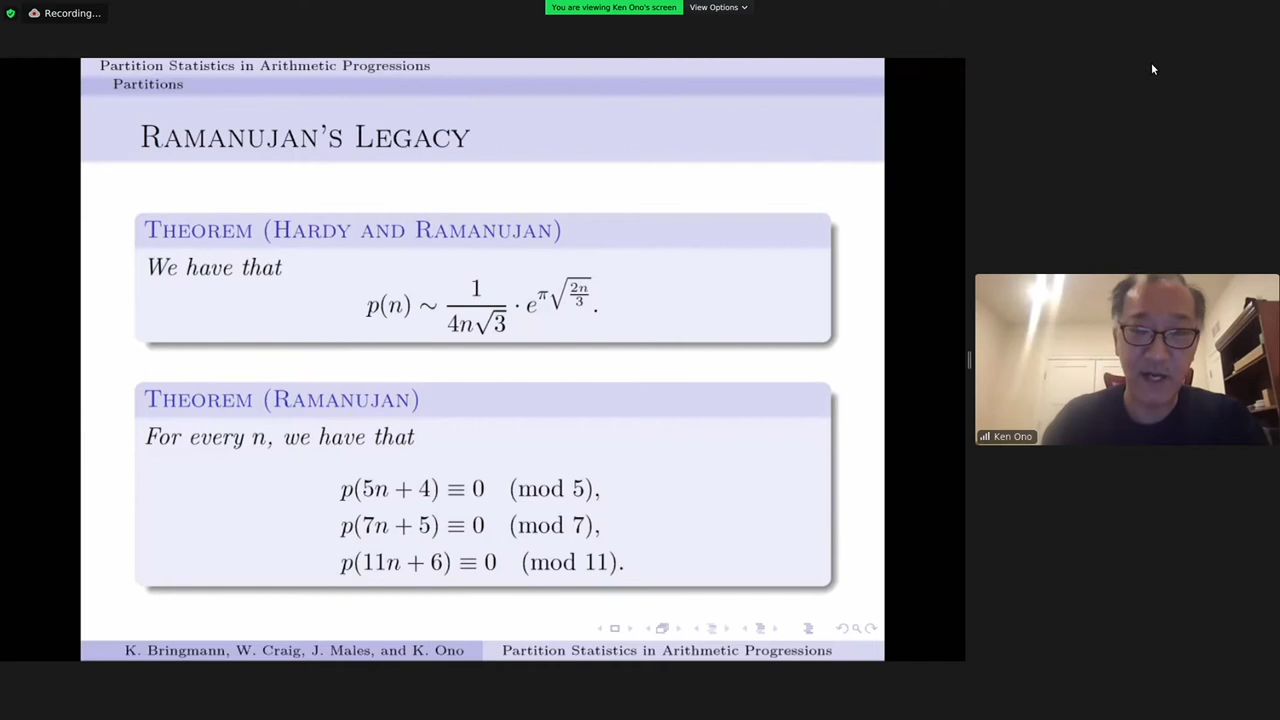 Recording...
You are viewing Ken Ono's screen
View Options
Partition Statistics in Arithmetic Progressions
Partitions
Ramanujan's Legacy
Theorem (Hardy and Ramanujan)
We have that
p(n) ∼ 1/(4n√3) · e^{π√(2n/3)}.
Theorem (Ramanujan)
For every n, we have that
p(5n + 4) ≡ 0 (mod 5),
p(7n + 5) ≡ 0 (mod 7),
p(11n + 6) ≡ 0 (mod 11).
Ken Ono
K. Bringmann, W. Craig, J. Males, and K. Ono
Partition Statistics in Arithmetic Progressions